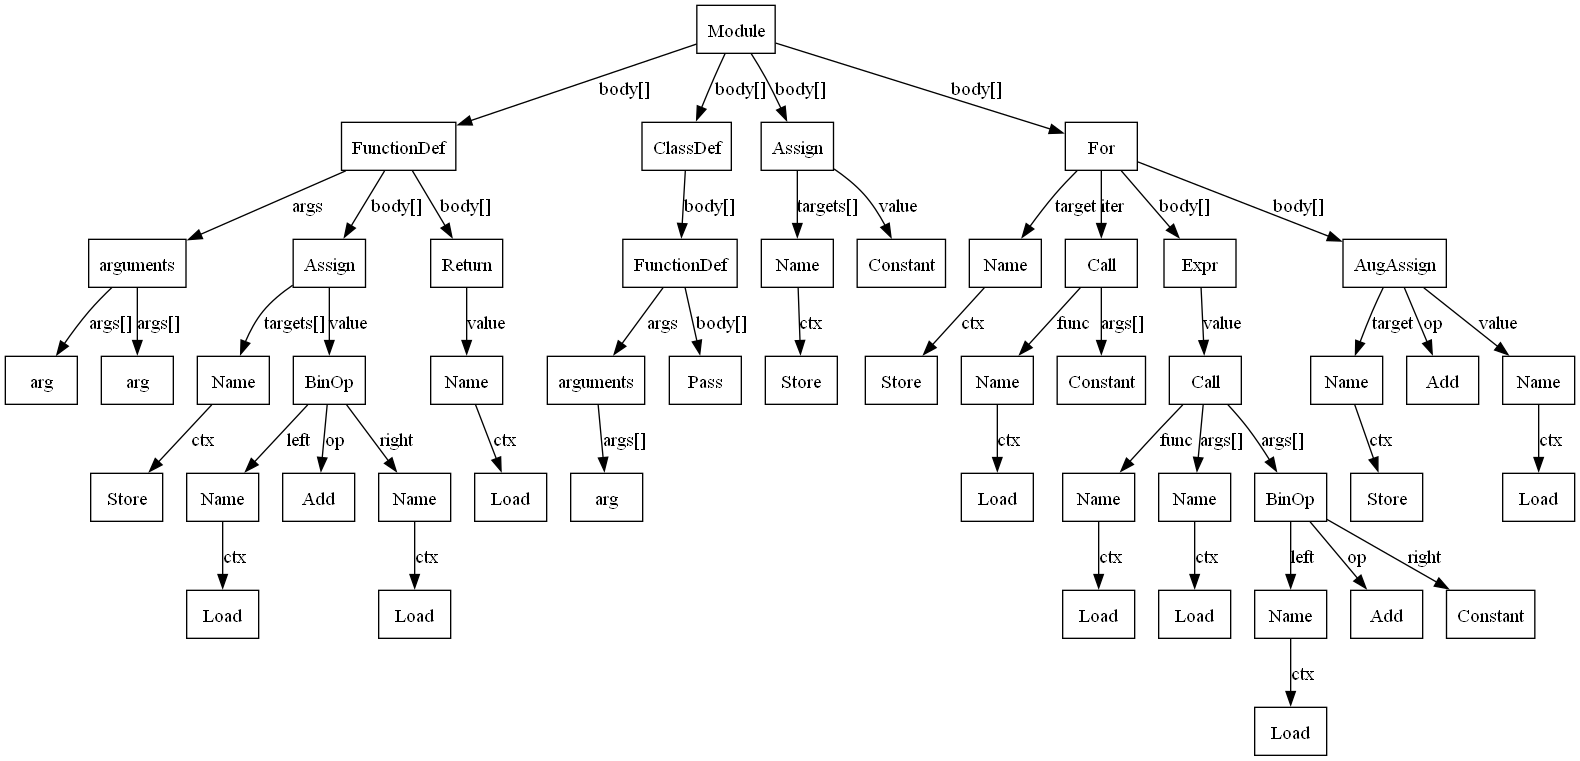 Module
body[] body[] body[] body[]
FunctionDef ClassDef Assign For
args body[] body[] body[] targets[] value target iter body[] body[]
arguments Assign Return FunctionDef Name Constant Name Call Expr AugAssign
args[] args[] targets[] value value args body[] ctx ctx func args[] value target op value
arg arg Name BinOp Name arguments Pass Store Store Name Constant Call Name Add Name
ctx left op right ctx args[] ctx func args[] args[] ctx ctx
Store Name Add Name Load arg Load Name Name BinOp Store Load
ctx ctx ctx ctx left op right
Load Load Load Load Name Add Constant
ctx
Load